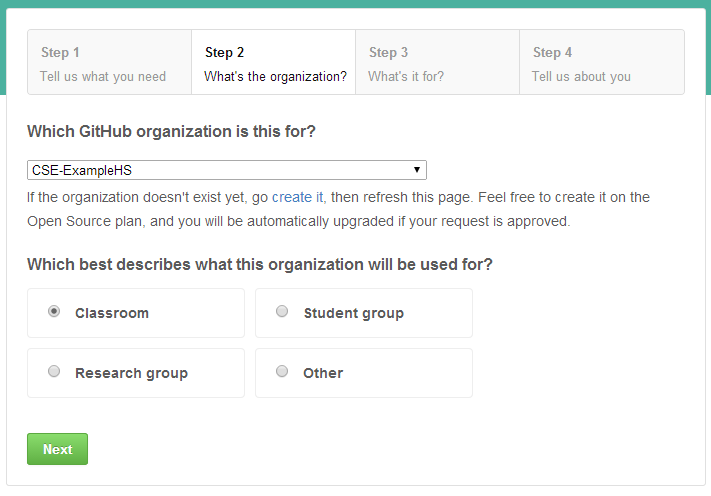 Step 1
Tell us what you need
Step 2
What's the organization?
Step 3
What's it for?
Step 4
Tell us about you
Which GitHub organization is this for?
CSE-ExampleHS
If the organization doesn't exist yet, go create it, then refresh this page. Feel free to create it on the
Open Source plan, and you will be automatically upgraded if your request is approved.
Which best describes what this organization will be used for?
Classroom
Student group
Research group
Other
Next